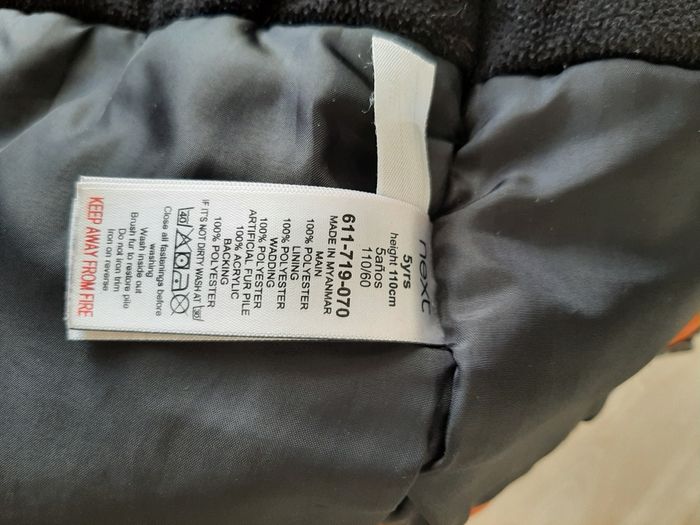 next
5yrs
height 110cm
5años
110/60
611-719-070
MADE IN MYANMAR
MAIN
100% POLYESTER
LINING
100% POLYESTER
WADDING
100% POLYESTER
ARTIFICIAL FUR PILE
100% ACRYLIC
BACKING
100% POLYESTER
IF IT'S NOT DIRTY WASH AT 30
40
Close all fastenings before
washing
Wash inside out
Brush fur to restore pile
Do not iron trim
Iron on reverse
KEEP AWAY FROM FIRE